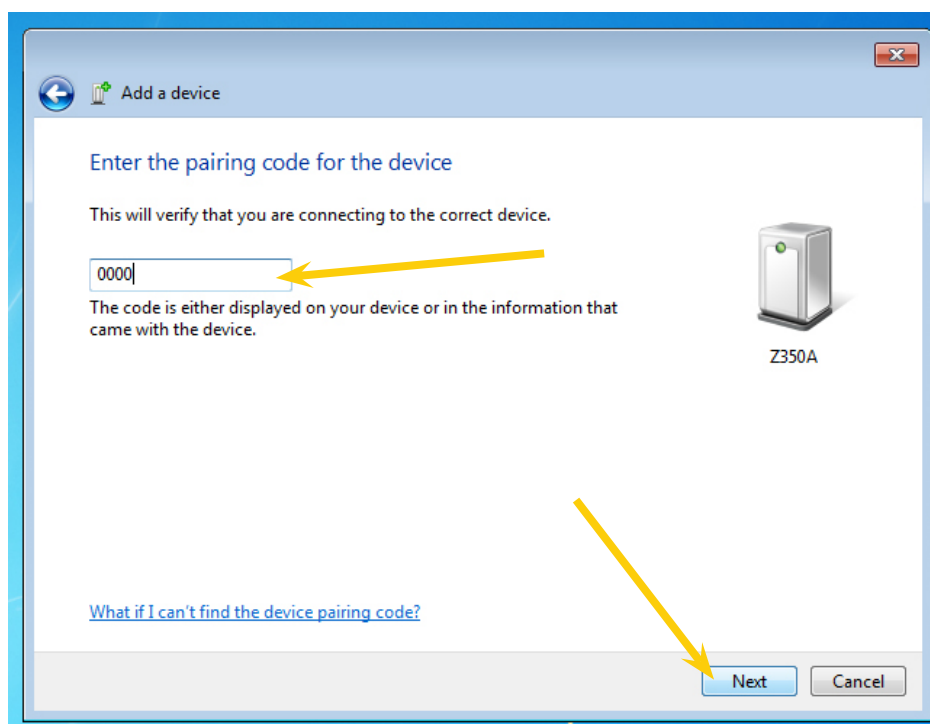 Add a device
Enter the pairing code for the device
This will verify that you are connecting to the correct device.
0000
The code is either displayed on your device or in the information that
came with the device.
Z350A
What if I can't find the device pairing code?
Next
Cancel